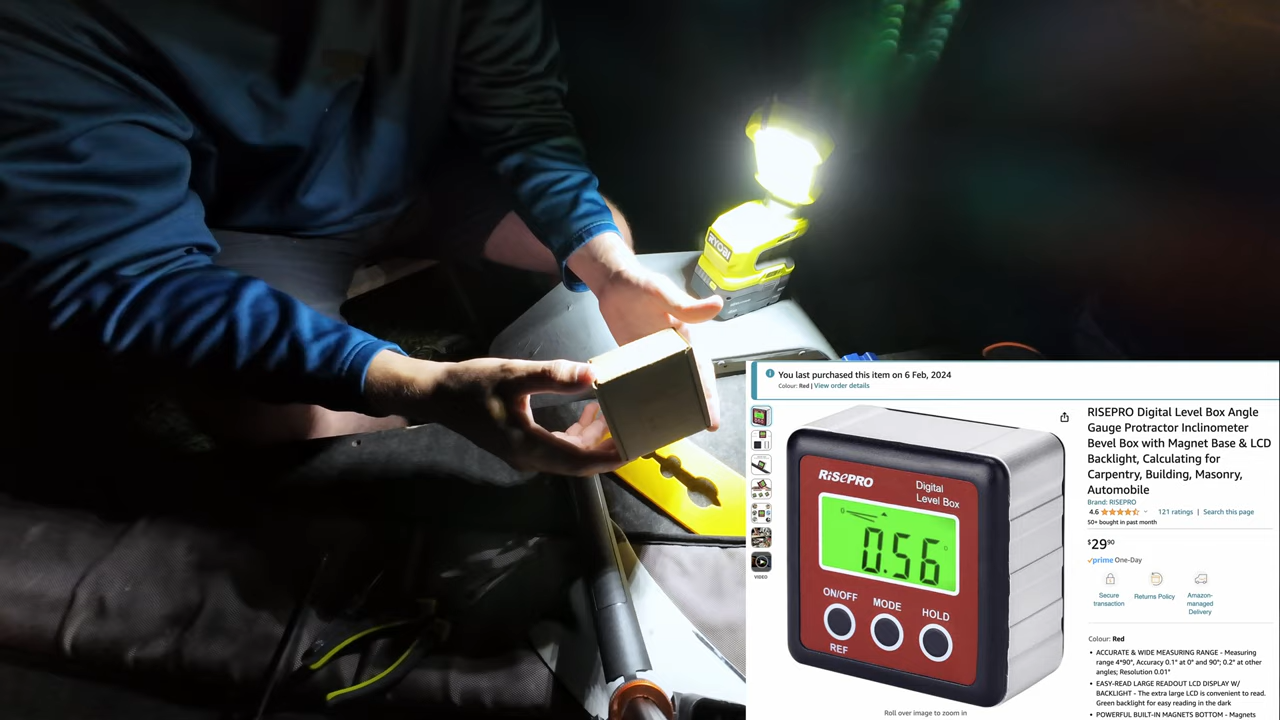 RYOBI
You last purchased this item on 6 Feb, 2024
Colour: Red | View order details
RISEPRO Digital Level Box Angle
Gauge Protractor Inclinometer
Bevel Box with Magnet Base & LCD
Backlight, Calculating for
Carpentry, Building, Masonry,
Automobile
Brand: RISEPRO
4.6 121 ratings | Search this page
50+ bought in past month
$2990
prime One-Day
Secure transaction
Returns Policy
Amazon-managed Delivery
Colour: Red
• ACCURATE & WIDE MEASURING RANGE - Measuring
range 4*90°, Accuracy 0.1° at 0° and 90°; 0.2° at other
angles; Resolution 0.01°
• EASY-READ LARGE READOUT LCD DISPLAY W/
BACKLIGHT - The extra large LCD is convenient to read.
Green backlight for easy reading in the dark
• POWERFUL BUILT-IN MAGNETS BOTTOM - Magnets
RISEPRO
Digital
Level Box
0.56°
ON/OFF
MODE
HOLD
REF
VIDEO
Roll over image to zoom in